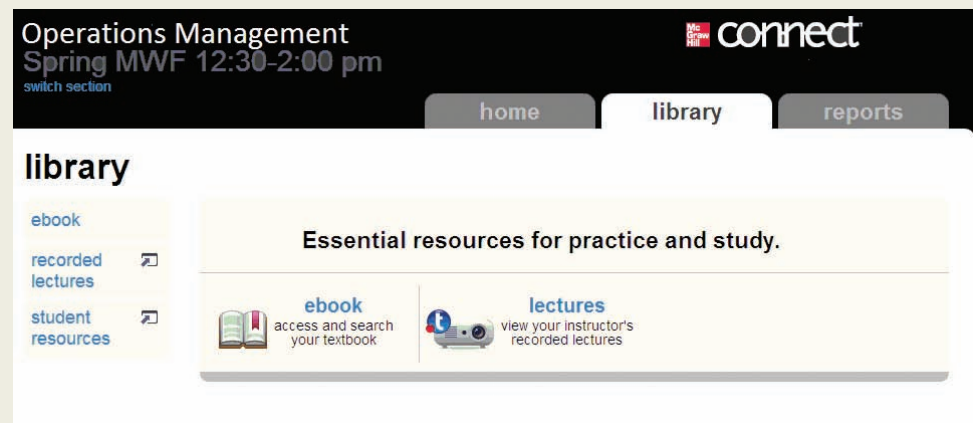 Operations Management
Mc Graw Hill connect
Spring MWF 12:30-2:00 pm
switch section
home library reports
library
ebook
recorded
lectures
student
resources
Essential resources for practice and study.
ebook
access and search
your textbook
t
lectures
view your instructor's
recorded lectures